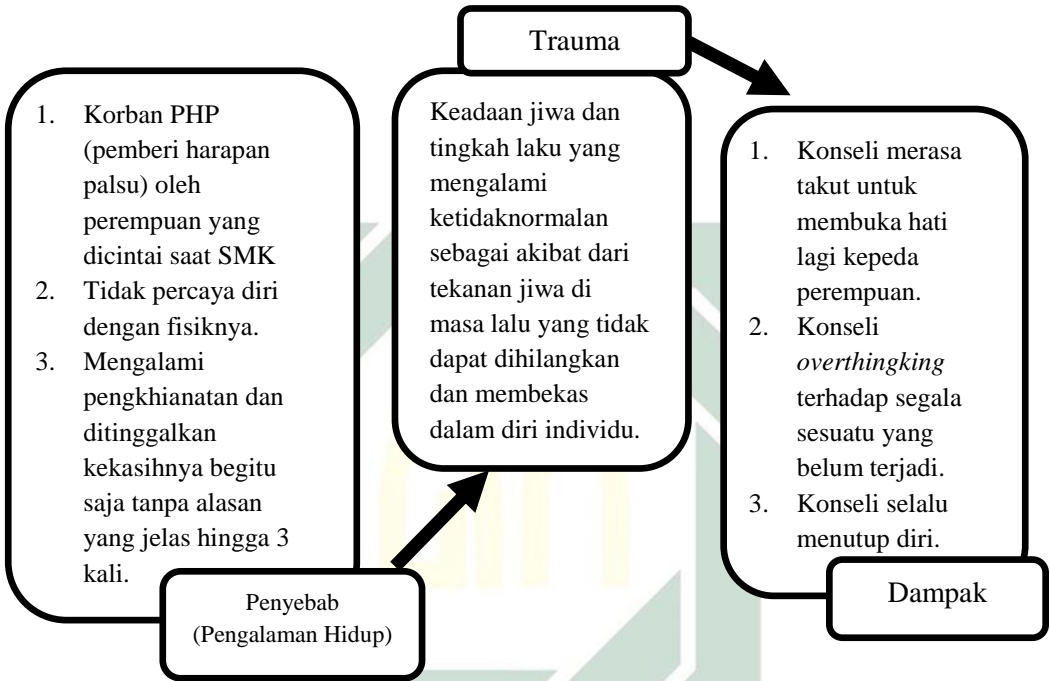 1. Korban PHP
(pemberi harapan
palsu) oleh
perempuan yang
dicintai saat SMK
2. Tidak percaya diri
dengan fisiknya.
3. Mengalami
pengkhianatan dan
ditinggalkan
kekasihnya begitu
saja tanpa alasan
yang jelas hingga 3
kali.
Penyebab
(Pengalaman Hidup)
Trauma
Keadaan jiwa dan
tingkah laku yang
mengalami
ketidaknormalan
sebagai akibat dari
tekanan jiwa di
masa lalu yang tidak
dapat dihilangkan
dan membekas
dalam diri individu.
1. Konseli merasa
takut untuk
membuka hati
lagi kepeda
perempuan.
2. Konseli
overthingking
terhadap segala
sesuatu yang
belum terjadi.
3. Konseli selalu
menutup diri.
Dampak